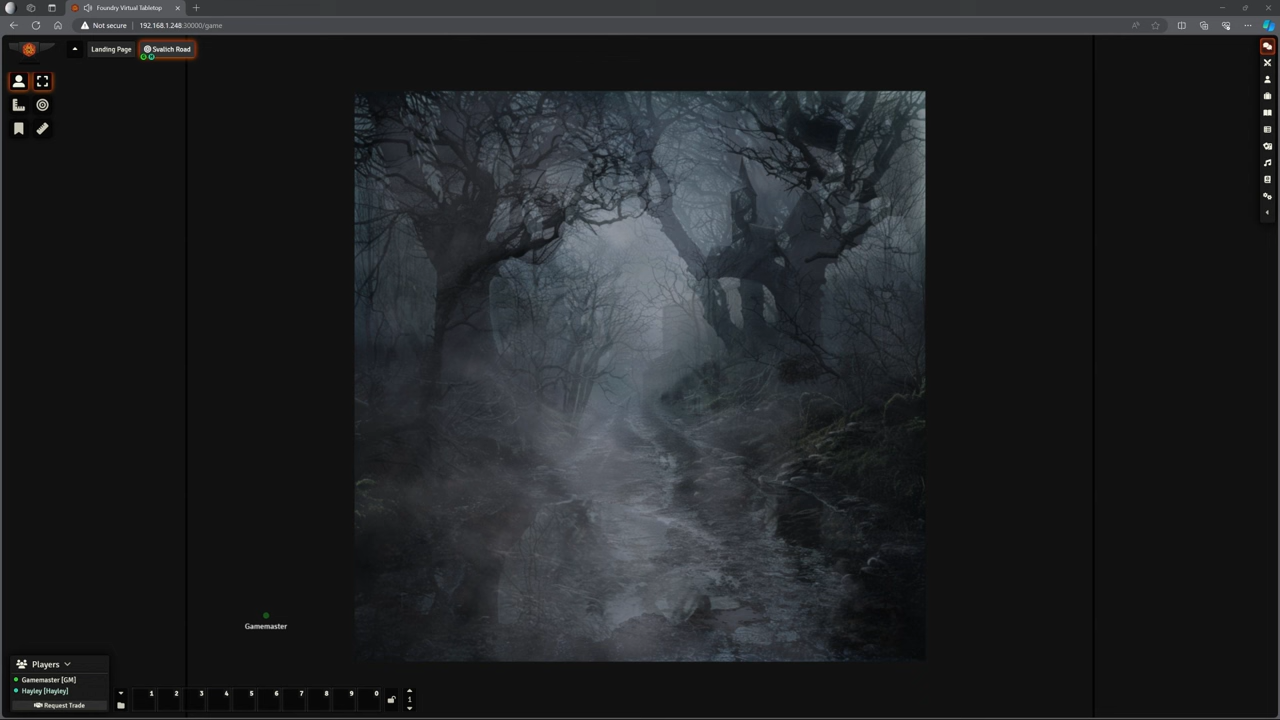 Foundry Virtual Tabletop
Not secure
192.168.1.248:30000/game
Landing Page
Svalich Road
G
H
Gamemaster
Players
Gamemaster [GM]
Hayley [Hayley]
Request Trade
1 2 3 4 5 6 7 8 9 0
1